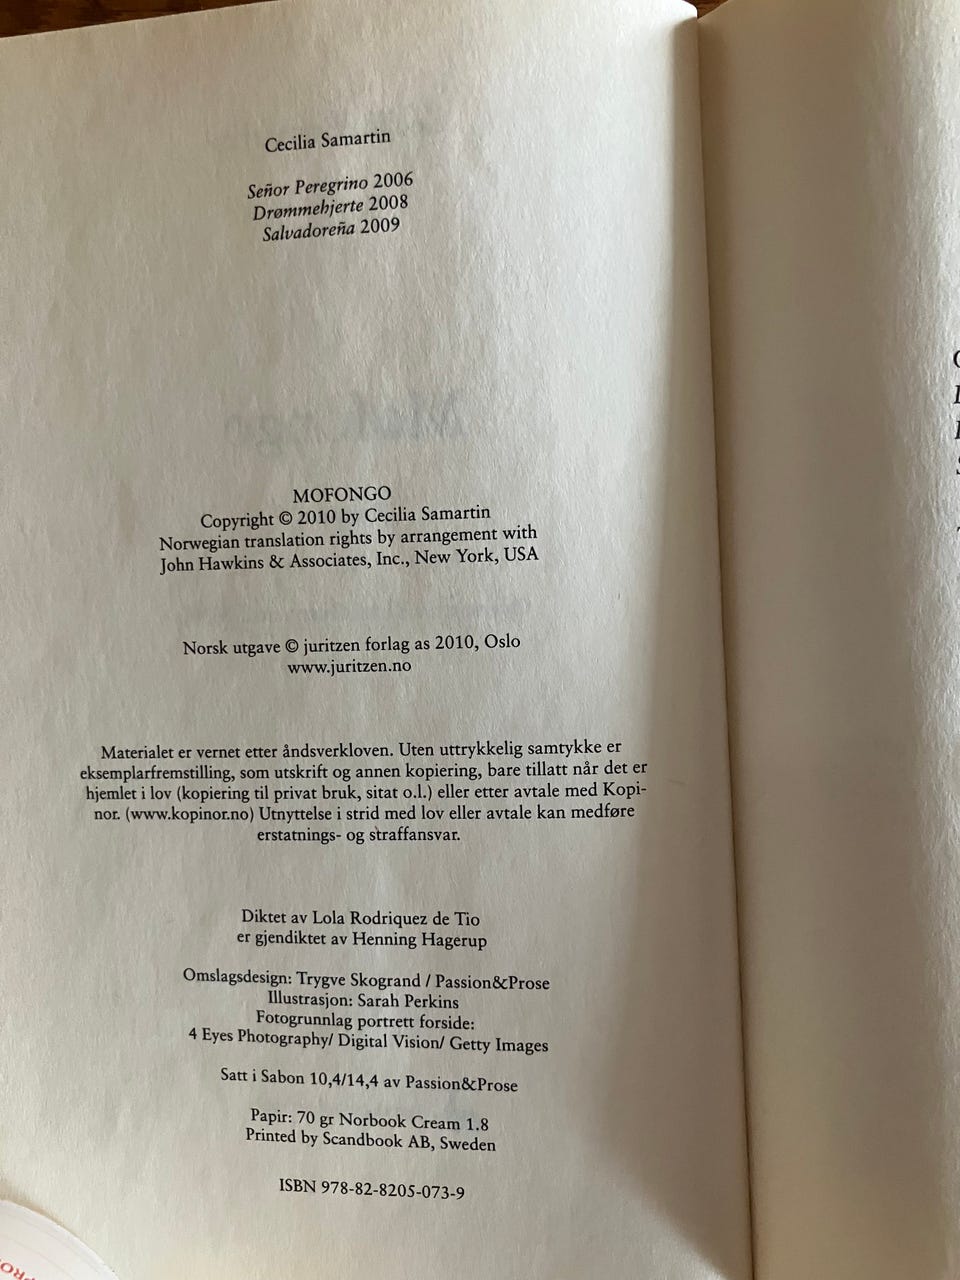 Cecilia Samartin
Señor Peregrino 2006
Drømmehjerte 2008
Salvadoreña 2009
MOFONGO
Copyright © 2010 by Cecilia Samartin
Norwegian translation rights by arrangement with
John Hawkins & Associates, Inc., New York, USA
Norsk utgave © juritzen forlag as 2010, Oslo
www.juritzen.no
Materialet er vernet etter åndsverkloven. Uten uttrykkelig samtykke er
eksemplarfremstilling, som utskrift og annen kopiering, bare tillatt når det er
hjemlet i lov (kopiering til privat bruk, sitat o.l.) eller etter avtale med Kopi-
nor. (www.kopinor.no) Utnyttelse i strid med lov eller avtale kan medføre
erstatnings- og straffansvar.
Diktet av Lola Rodriquez de Tio
er gjendiktet av Henning Hagerup
Omslagsdesign: Trygve Skogrand / Passion&Prose
Illustrasjon: Sarah Perkins
Fotogrunnlag portrett forside:
4 Eyes Photography/ Digital Vision/ Getty Images
Satt i Sabon 10,4/14,4 av Passion&Prose
Papir: 70 gr Norbook Cream 1.8
Printed by Scandbook AB, Sweden
ISBN 978-82-8205-073-9